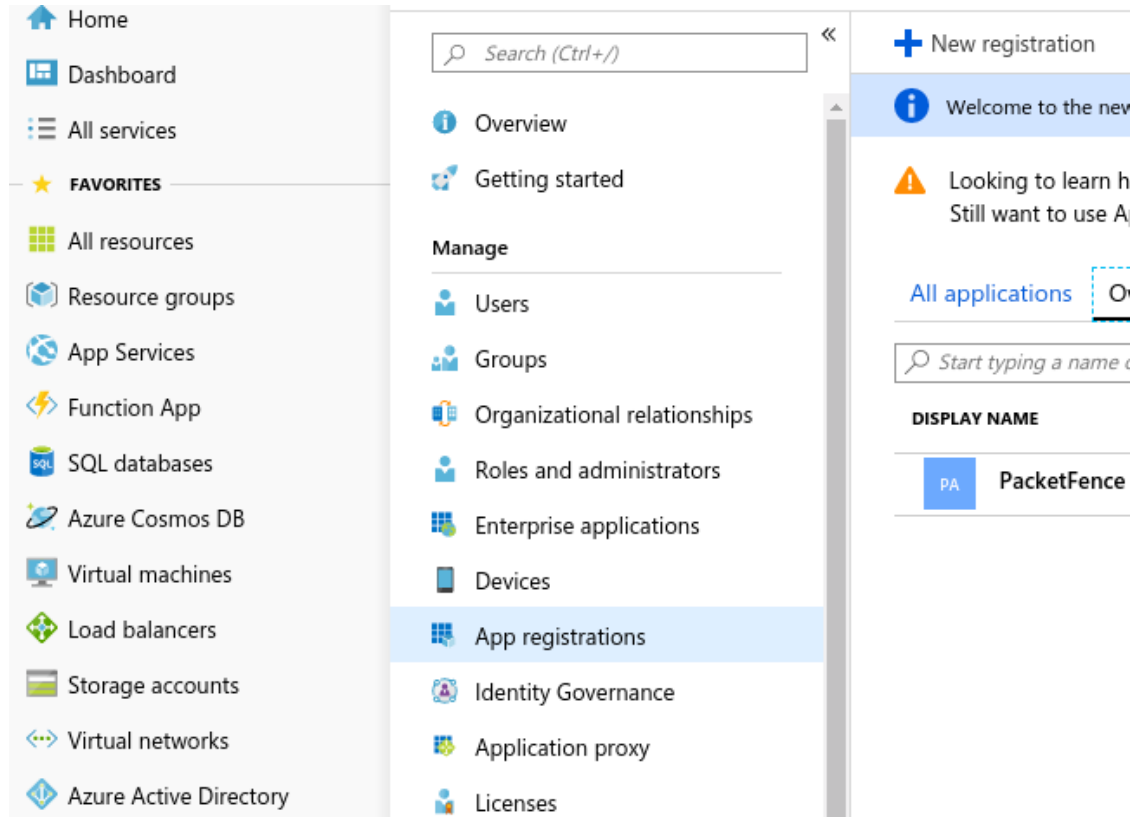 Home
Dashboard
All services
FAVORITES
All resources
Resource groups
App Services
Function App
SQL databases
Azure Cosmos DB
Virtual machines
Load balancers
Storage accounts
Virtual networks
Azure Active Directory
Search (Ctrl+/)
Overview
Getting started
Manage
Users
Groups
Organizational relationships
Roles and administrators
Enterprise applications
Devices
App registrations
Identity Governance
Application proxy
Licenses
New registration
Welcome to the new
Looking to learn h
Still want to use A
All applications
Start typing a name
DISPLAY NAME
PA PacketFence